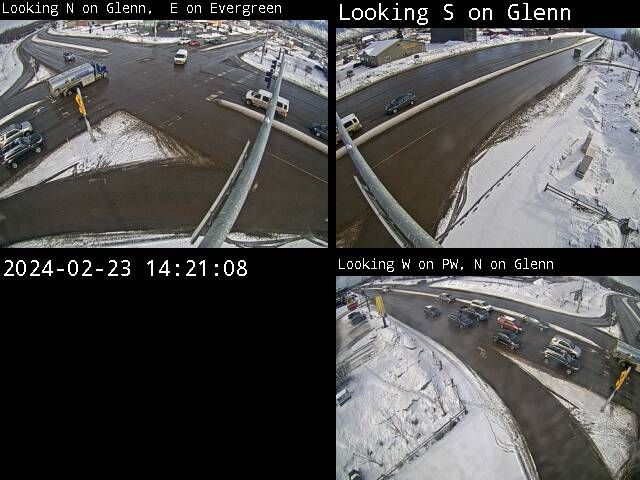 Looking N on Glenn, E on Evergreen
Looking S on Glenn
2024-02-23 14:21:08
Looking W on PW, N on Glenn